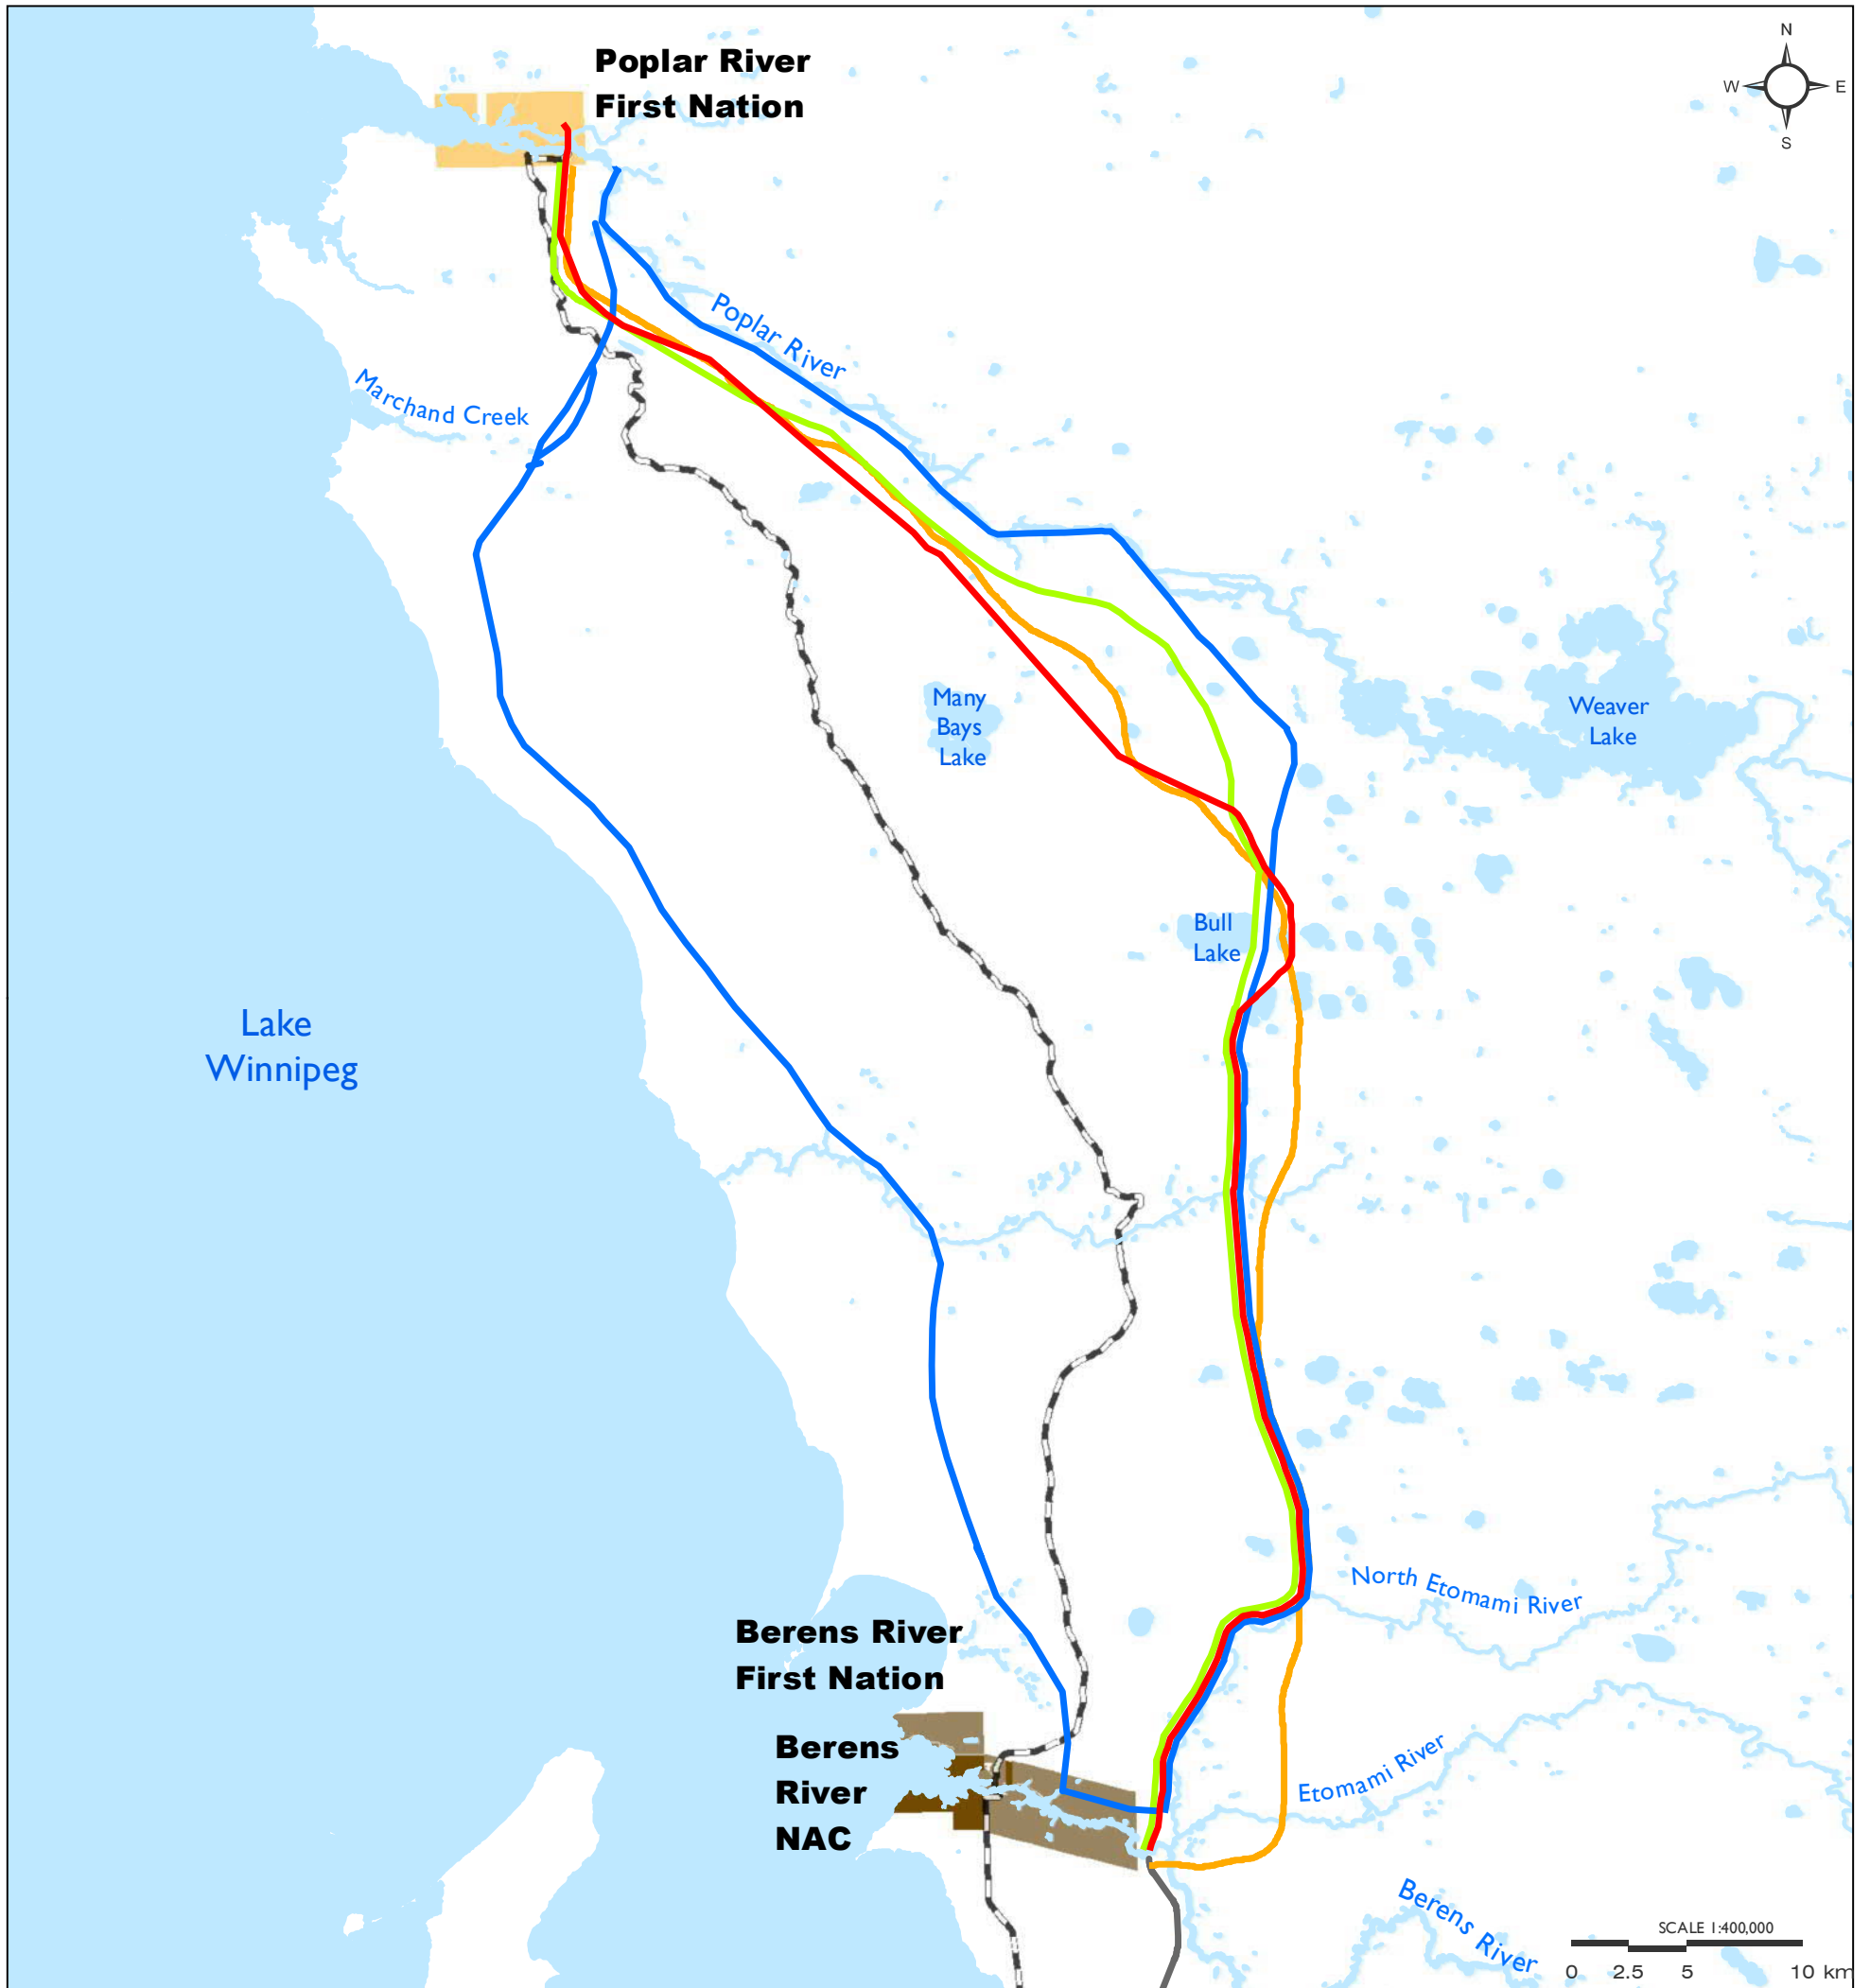 Poplar River
First Nation
N
W
E
S
Poplar River
Marchand Creek
Many
Bays
Lake
Weaver
Lake
Bull
Lake
Lake
Winnipeg
North Etomami River
Berens River
First Nation
Berens
River
NAC
Etomami River
Berens River
SCALE 1:400,000
0 2.5 5 10 km